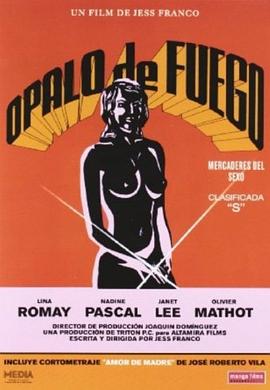 UN FILM DE JESS FRANCO
OPALO de FUEGO
MERCADERES DEL
SEXO
CLASIFICADA
"S"
LINA NADINE JANET OLIVIER
ROMAY PASCAL LEE MATHOT
DIRECTOR DE PRODUCCIÓN JOAQUIN DOMÍNGUEZ
UNA PRODUCCIÓN DE TRITON P.C. para ALTAMIRA FILMS
ESCRITA Y DIRIGIDA POR JESS FRANCO
INCLUYE CORTOMETRAJE "AMOR DE MADRE" DE JOSÉ ROBERTO VILA
MEDIA
manga films